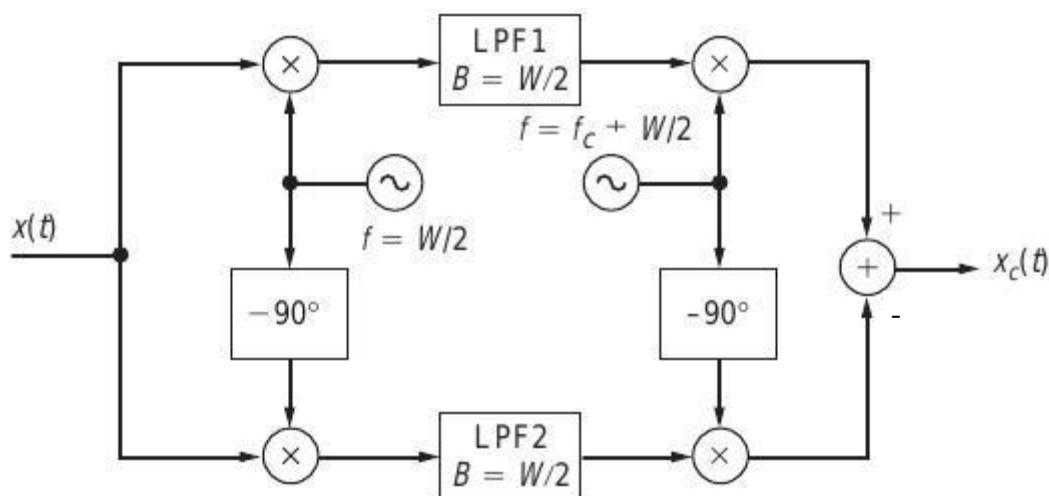 ×
LPF1
B = W/2
×
f = f_c + W/2
~
~
x(t)
f = W/2
+
+
x_c(t)
−90°
-90°
-
×
LPF2
B = W/2
×